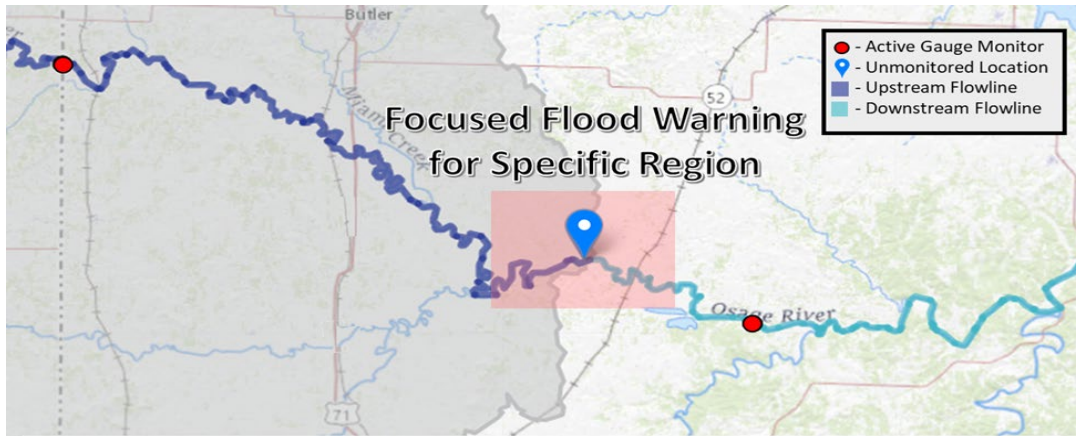 Butler
er
- Active Gauge Monitor
- Unmonitored Location
- Upstream Flowline
- Downstream Flowline
52
Miami Creek
Focused Flood Warning
for Specific Region
Osage River
71